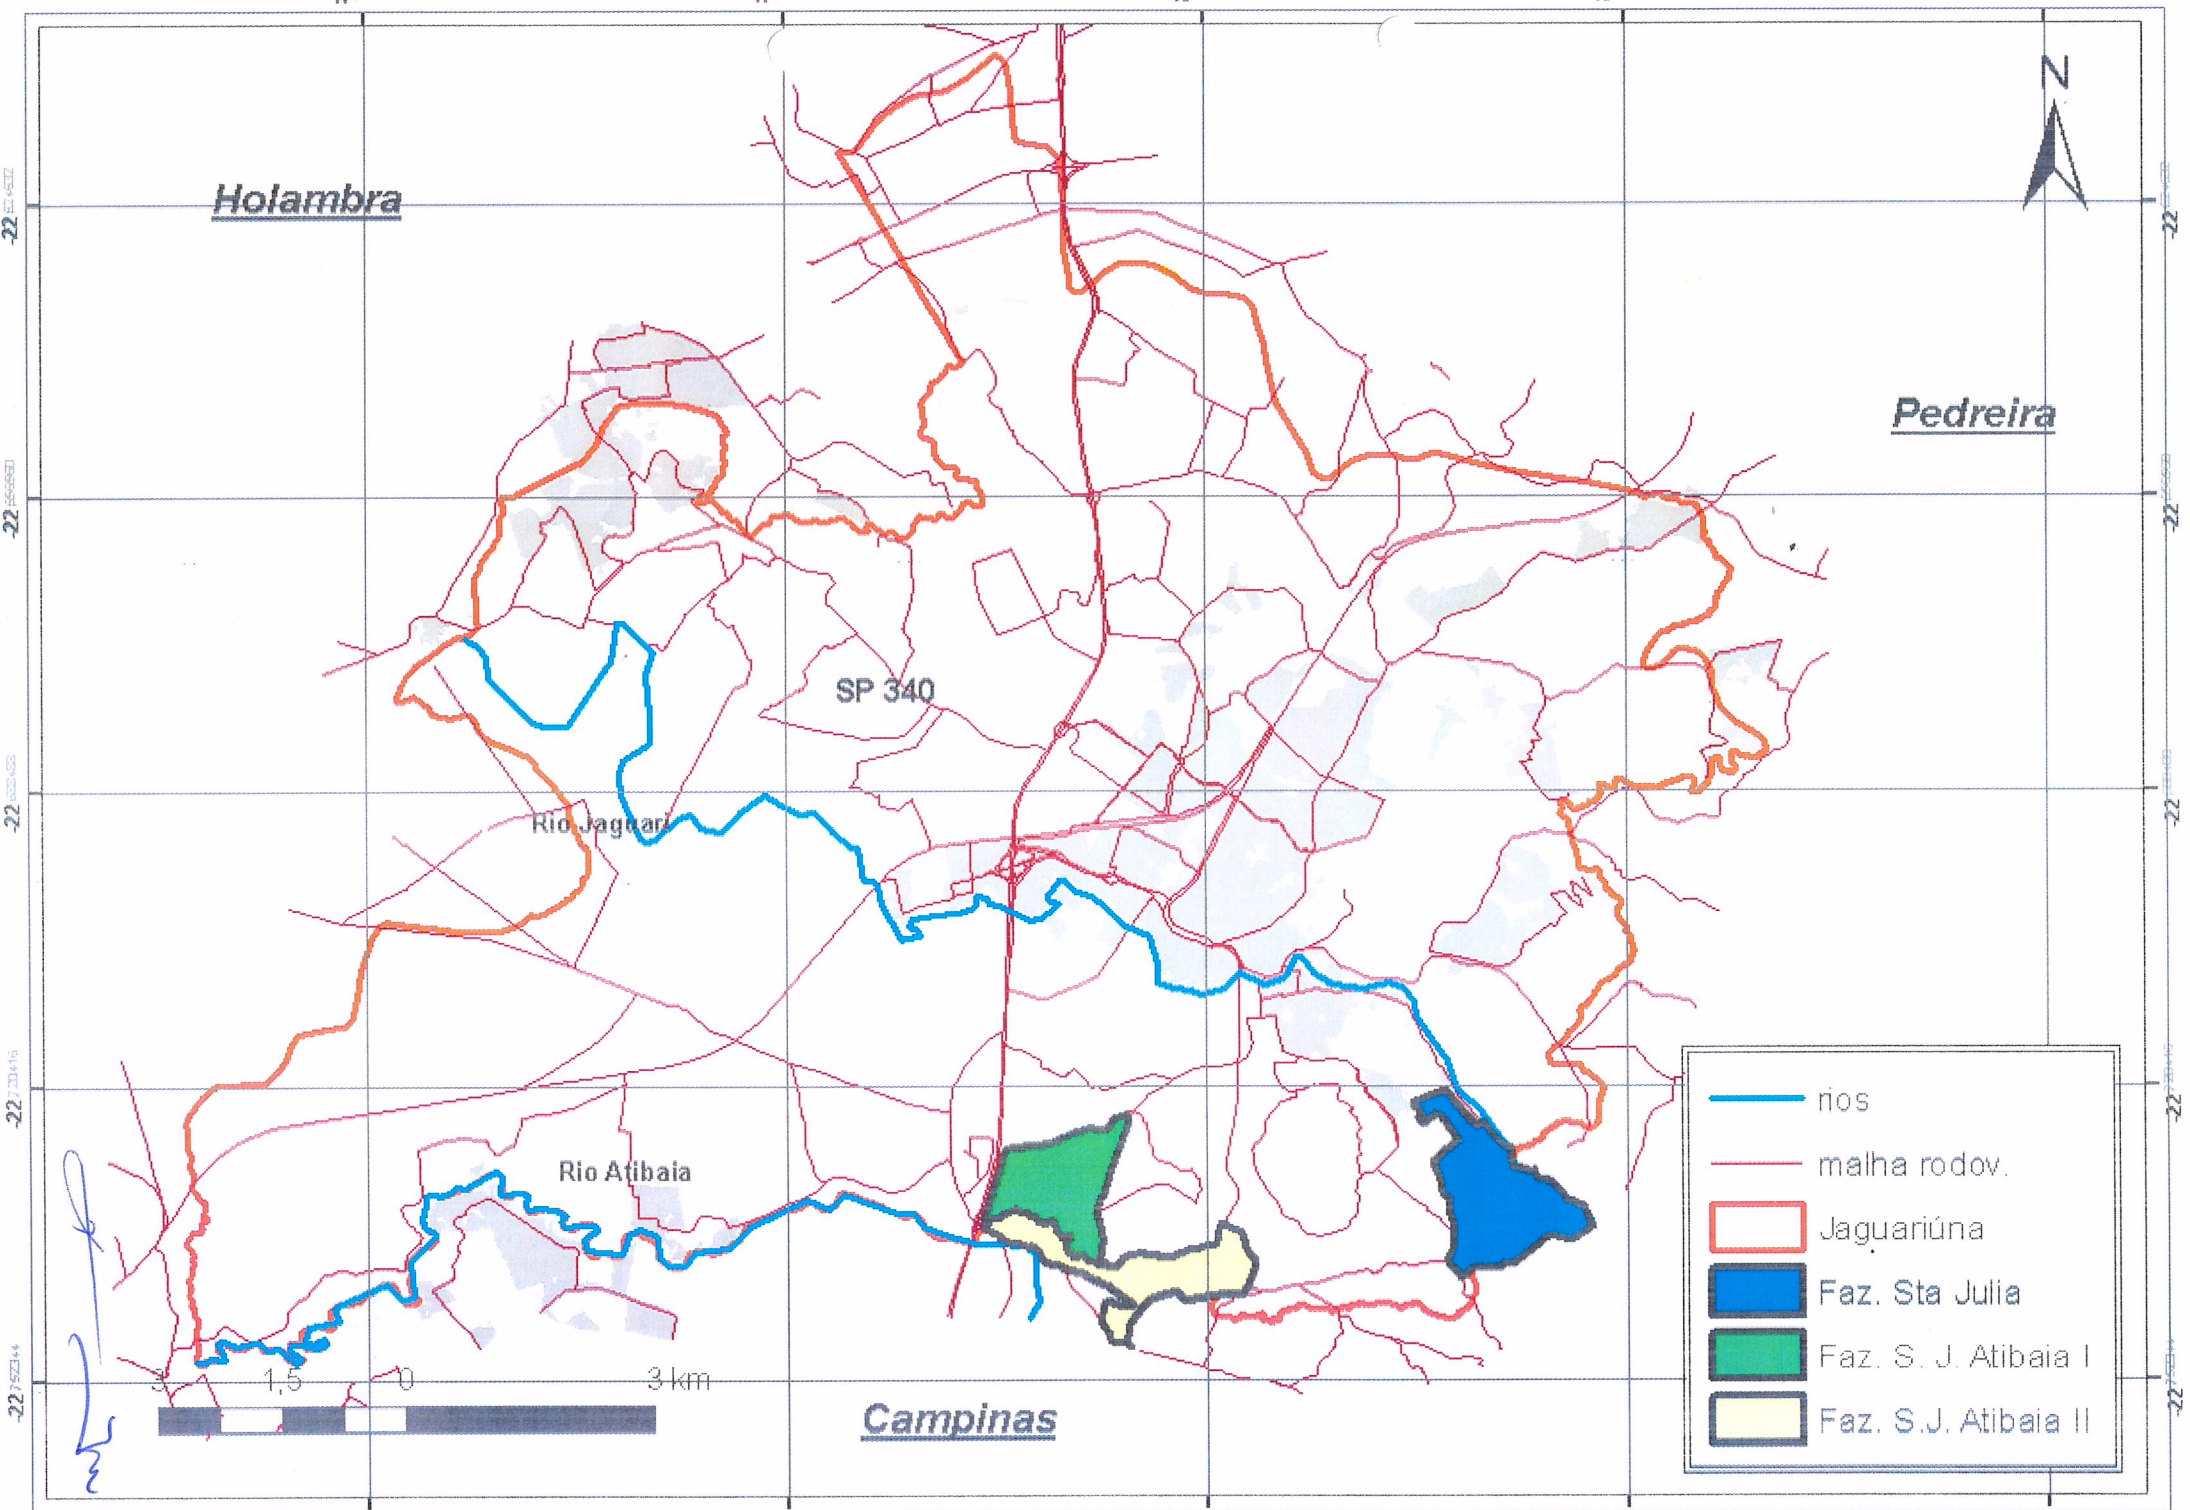 Holambra
Pedreira
SP 340
Rio Jaguari
Rio Atibaia
Campinas
3 1,5 0 3 km
N
rios
malha rodov.
Jaguariúna
Faz. Sta Julia
Faz. S. J. Atibaia I
Faz. S.J. Atibaia II
-22
-22
-22
-22
-22
-22
-22
-22
-22
-22